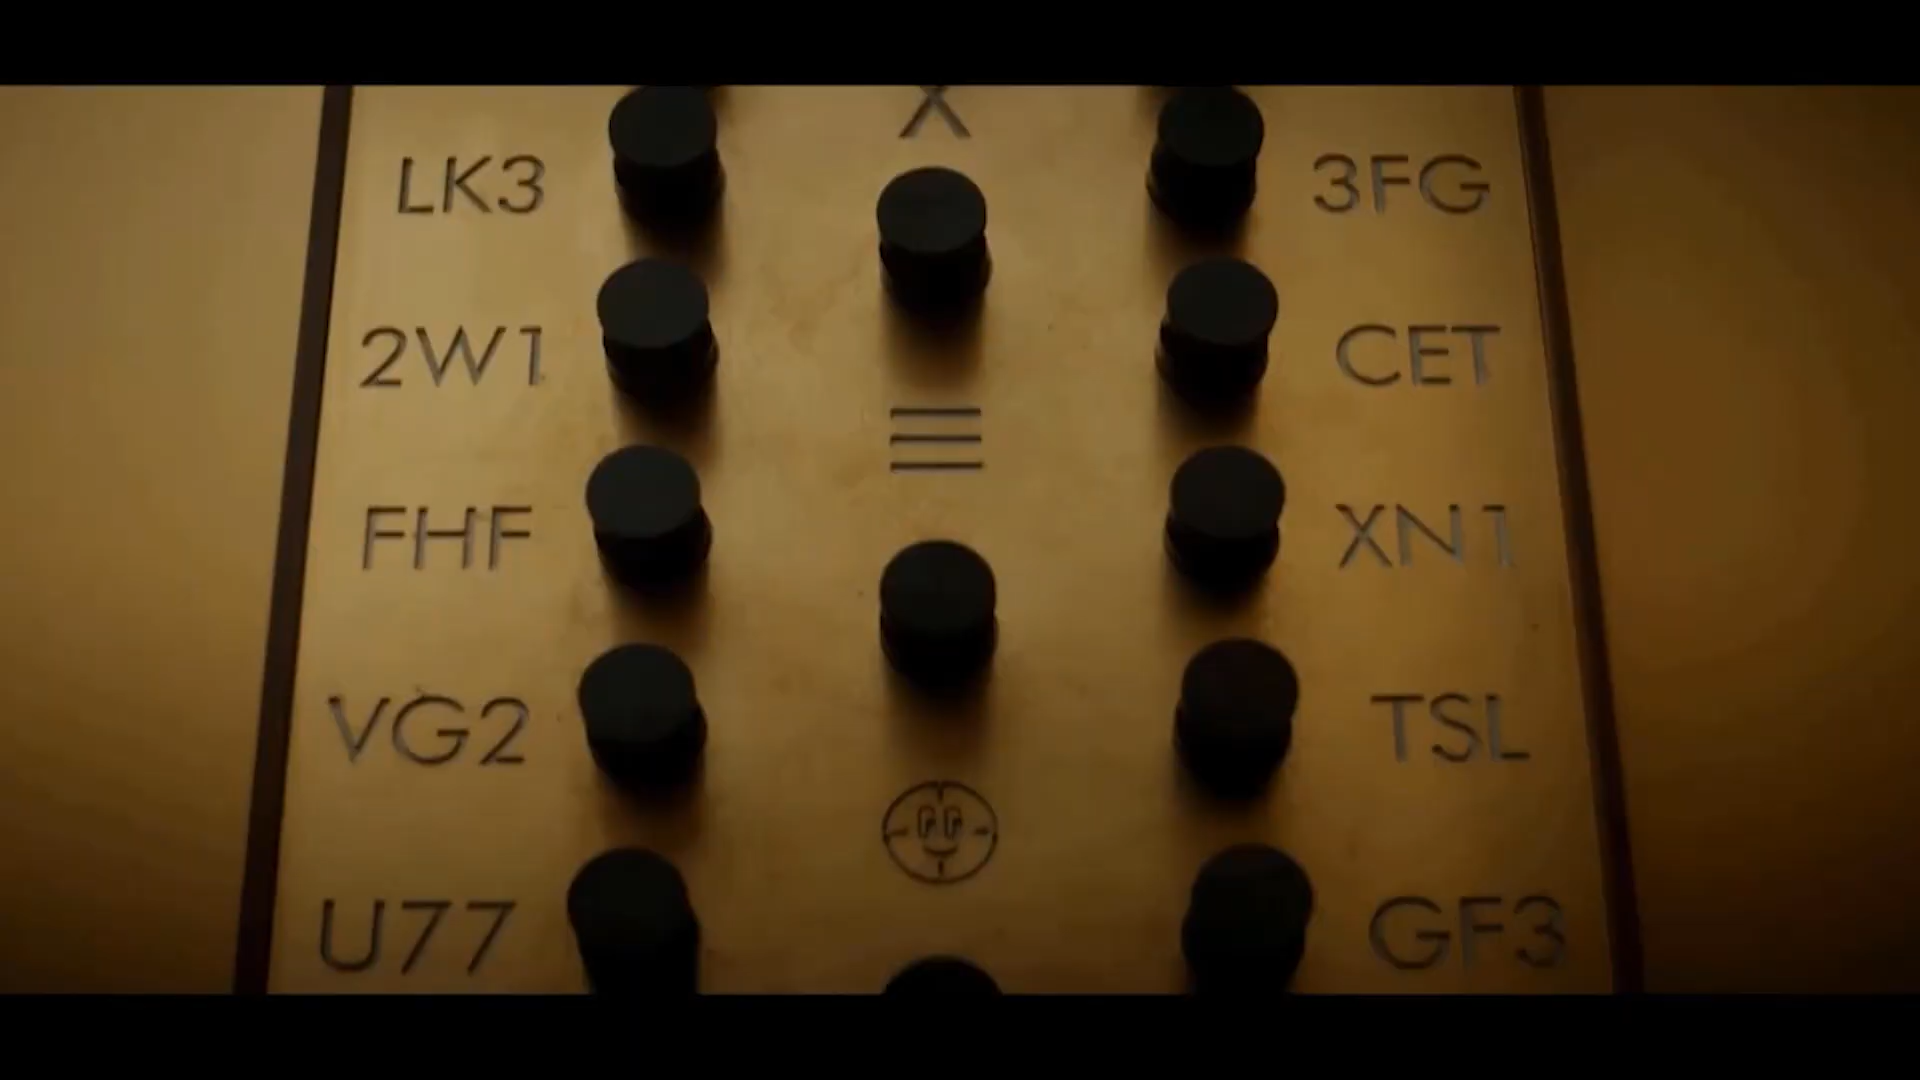 X
LK3 3FG
2W1 CET
FHF XN1
VG2 TSL
U77 GF3